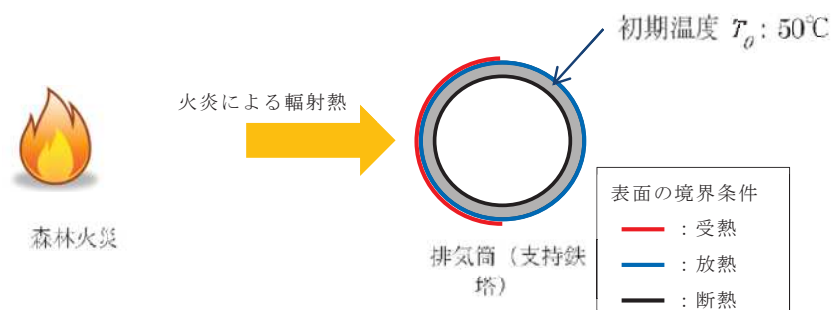 初期温度 T₀：50℃
火炎による輻射熱
森林火災
排気筒（支持鉄
塔）
表面の境界条件
：受熱
：放熱
：断熱